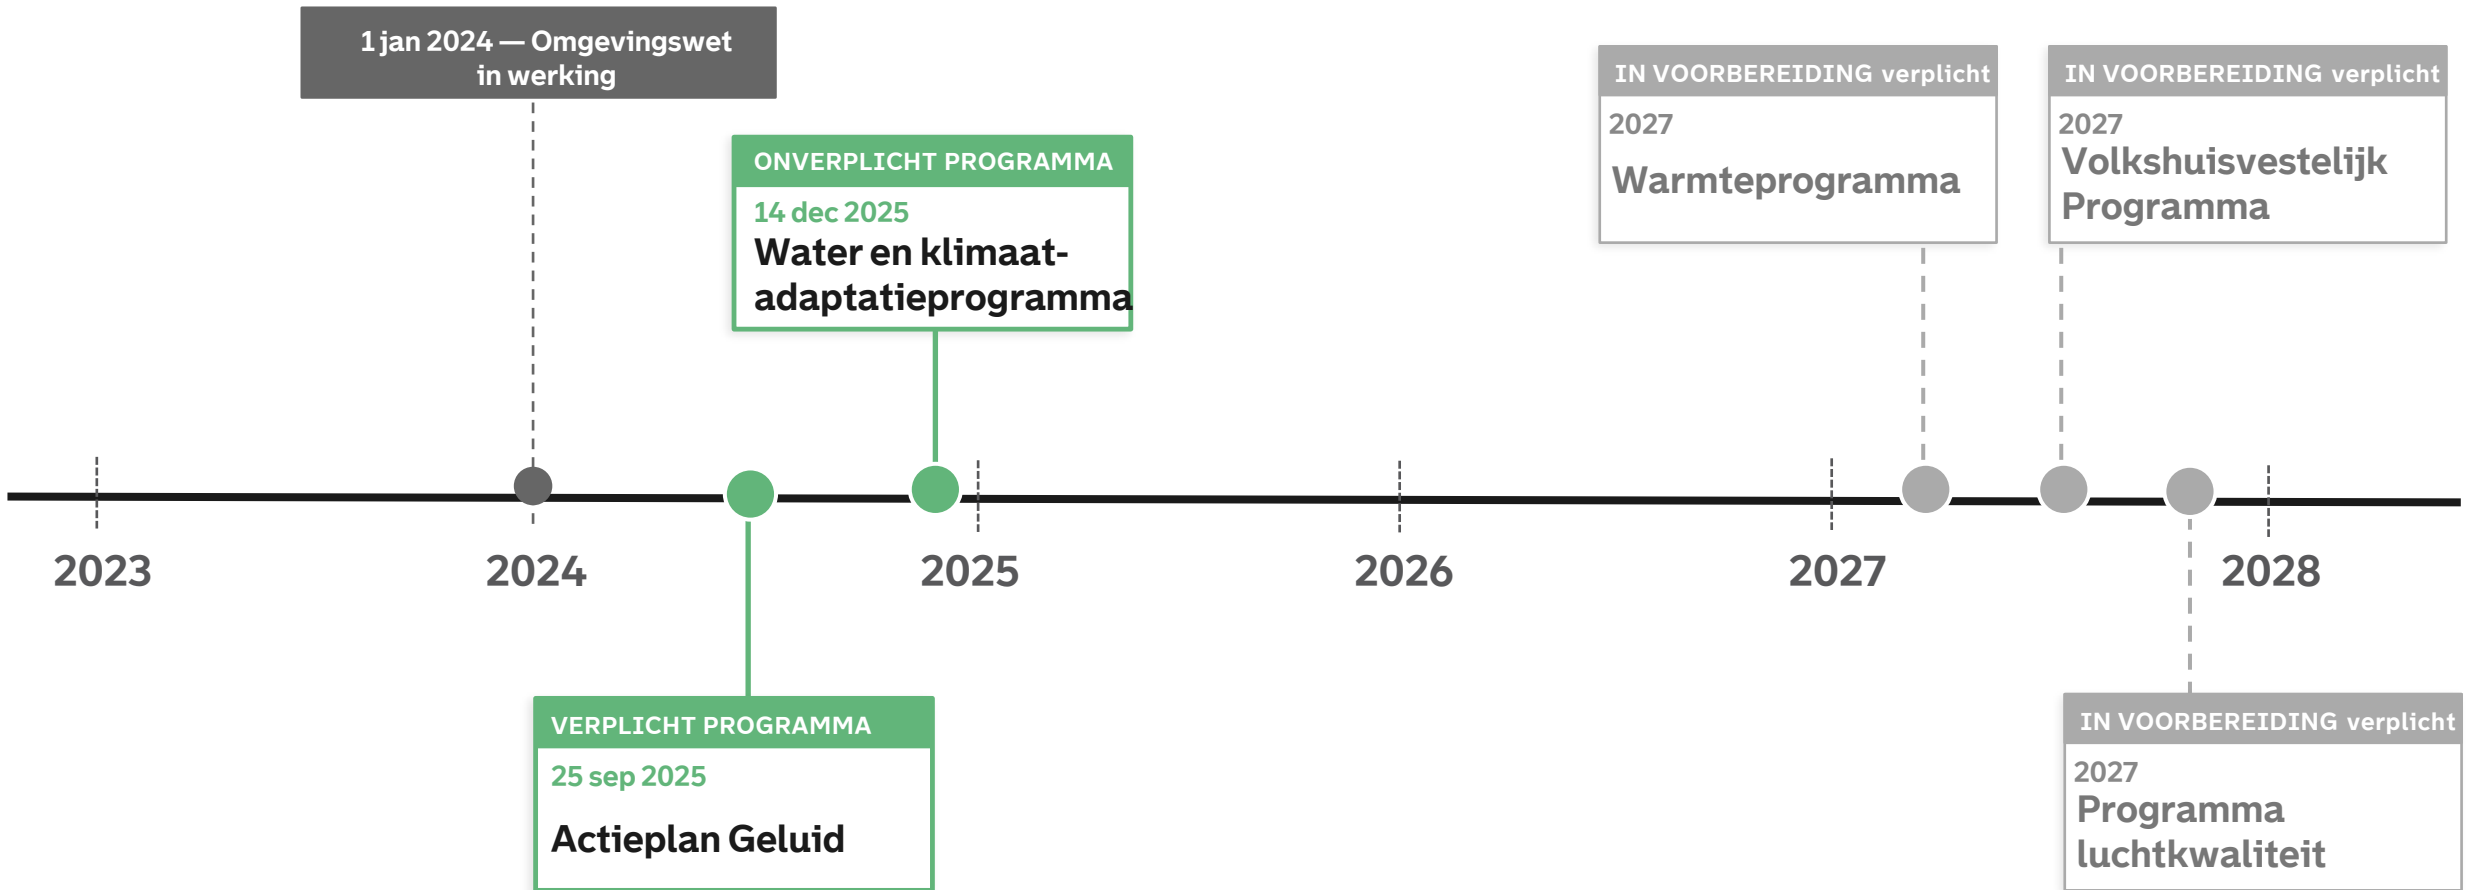 1 jan 2024 — Omgevingswet
in werking
ONVERPLICHT PROGRAMMA
14 dec 2025
Water en klimaat-
adaptatieprogramma
IN VOORBEREIDING verplicht
2027
Warmteprogramma
IN VOORBEREIDING verplicht
2027
Volkshuisvestelijk
Programma
2023
2024
2025
2026
2027
2028
VERPLICHT PROGRAMMA
25 sep 2025
Actieplan Geluid
IN VOORBEREIDING verplicht
2027
Programma
luchtkwaliteit